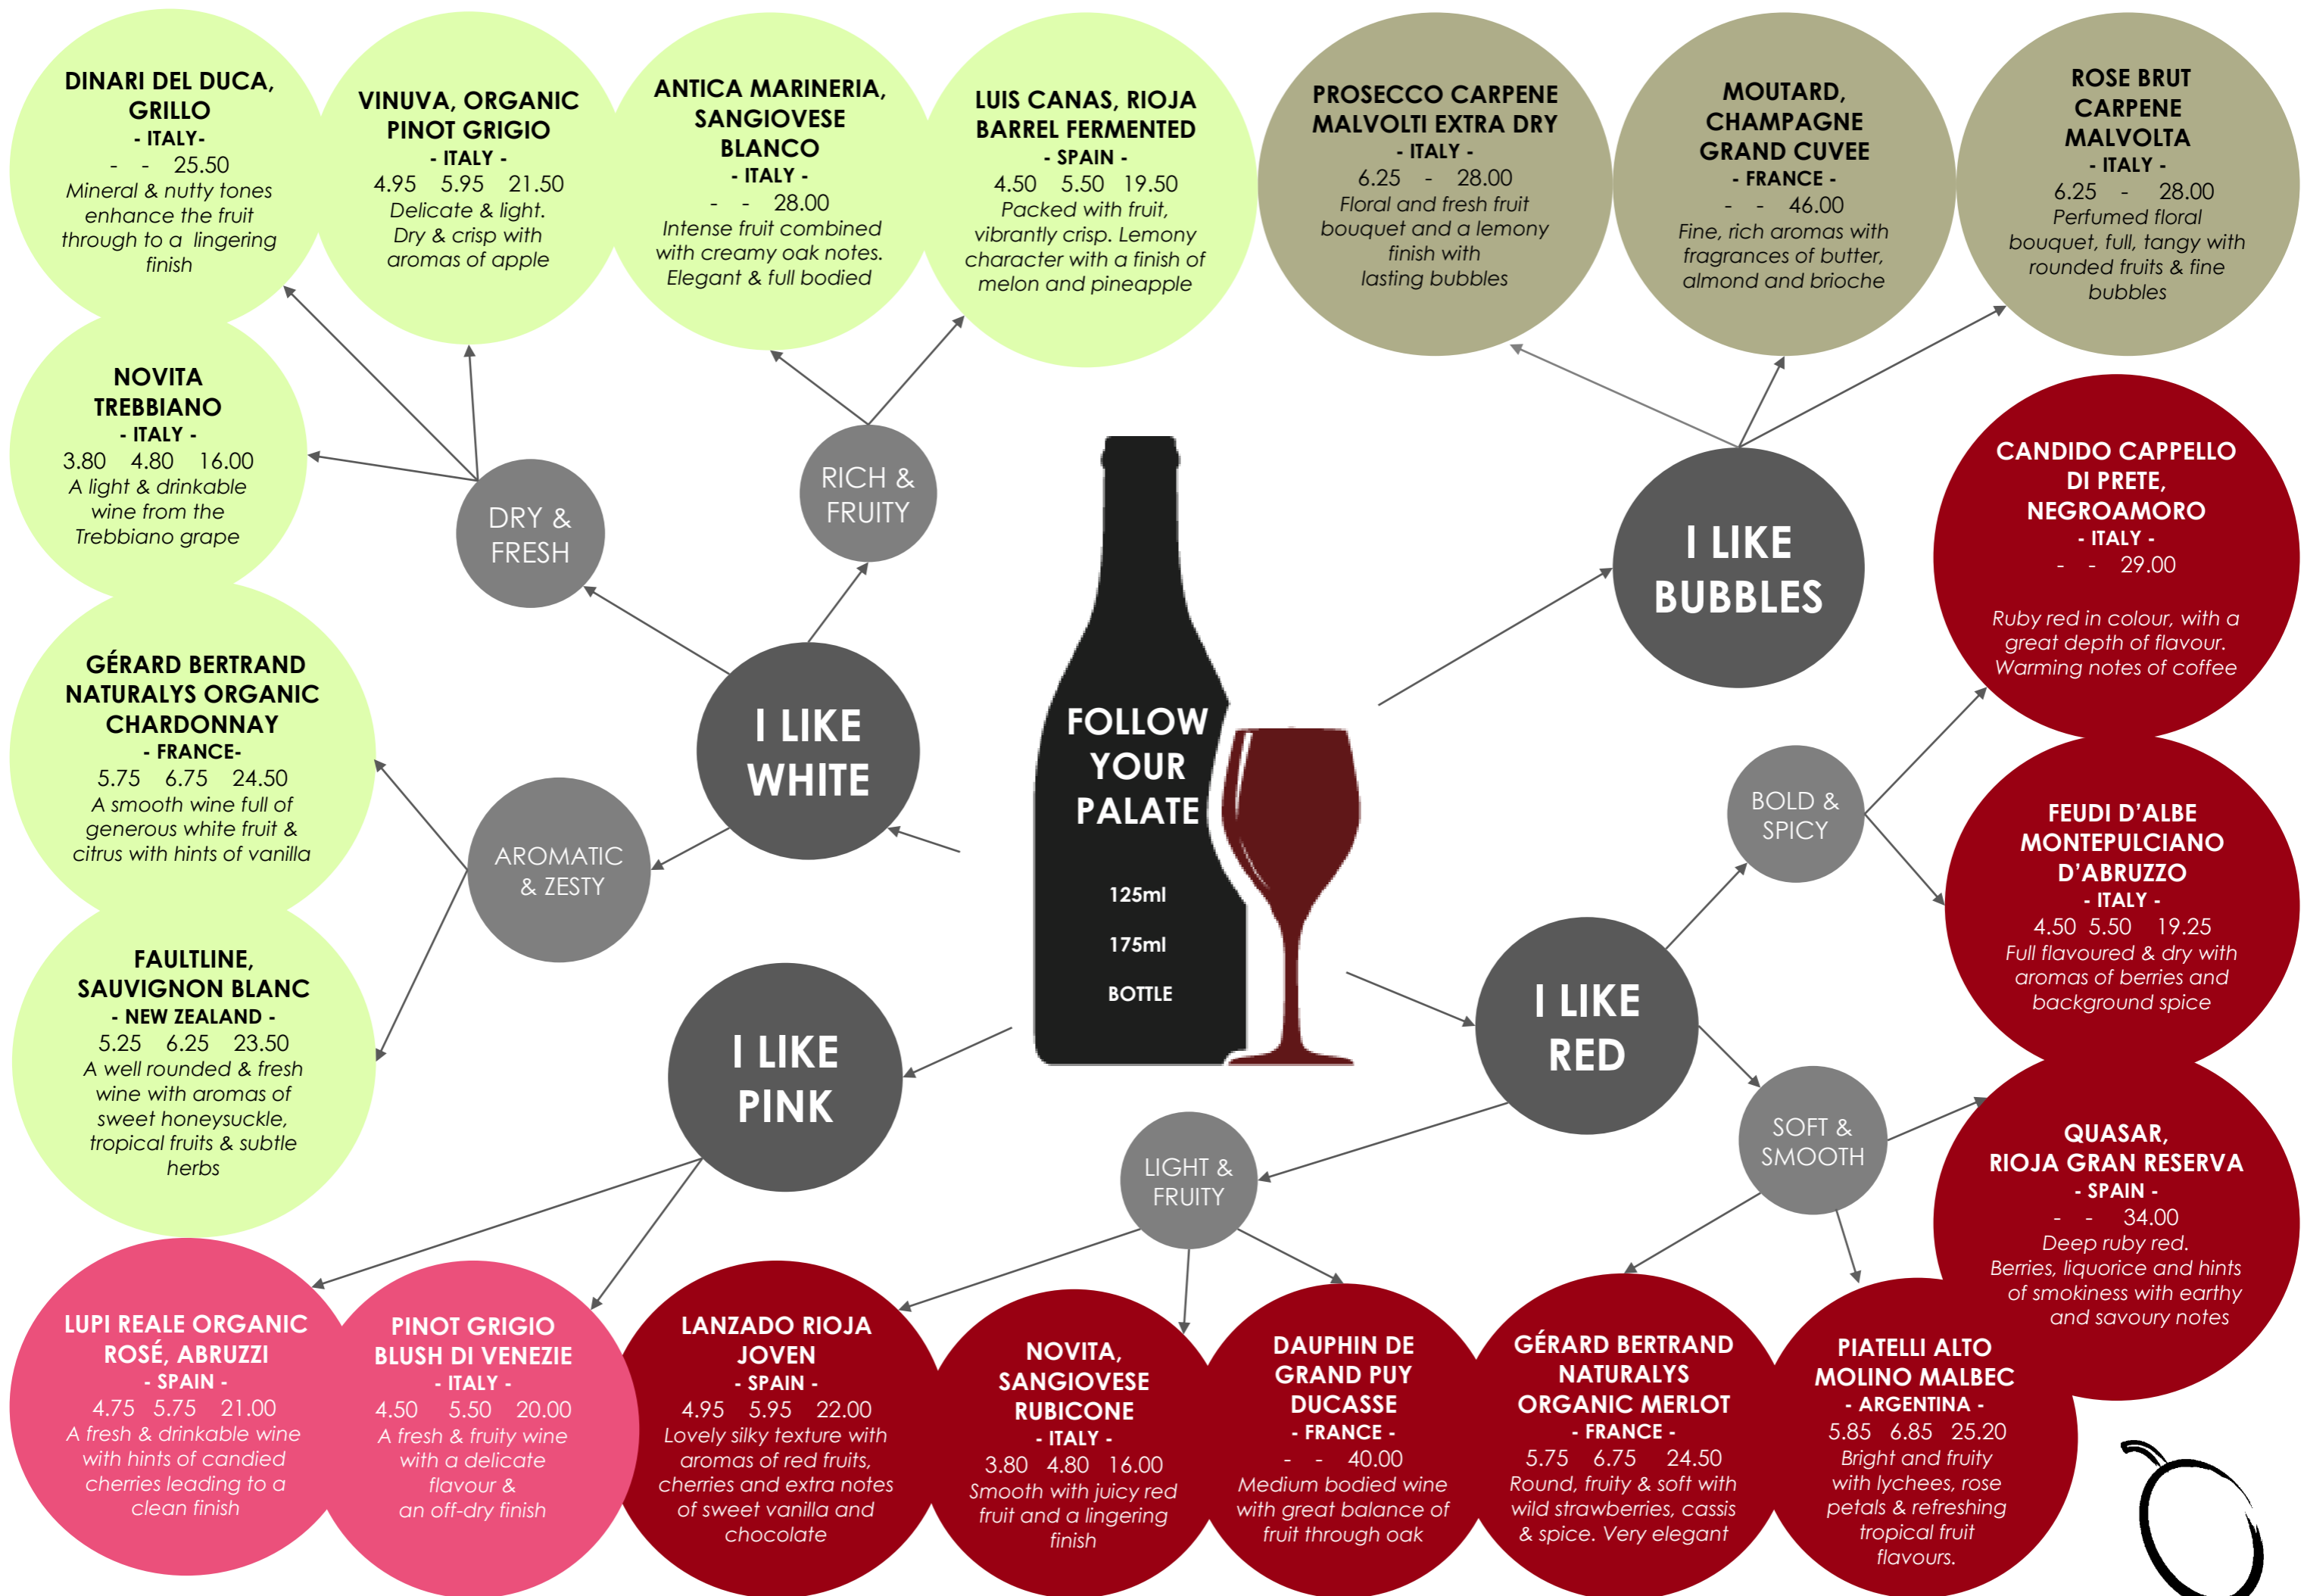 DINARI DEL DUCA,
GRILLO
- ITALY-
- - 25.50
Mineral & nutty tones
enhance the fruit
through to a lingering
finish
VINUVA, ORGANIC
PINOT GRIGIO
- ITALY -
4.95 5.95 21.50
Delicate & light.
Dry & crisp with
aromas of apple
ANTICA MARINERIA,
SANGIOVESE
BLANCO
- ITALY -
- - 28.00
Intense fruit combined
with creamy oak notes.
Elegant & full bodied
LUIS CANAS, RIOJA
BARREL FERMENTED
- SPAIN -
4.50 5.50 19.50
Packed with fruit,
vibrantly crisp. Lemony
character with a finish of
melon and pineapple
PROSECCO CARPENE
MALVOLTI EXTRA DRY
- ITALY -
6.25 - 28.00
Floral and fresh fruit
bouquet and a lemony
finish with
lasting bubbles
MOUTARD,
CHAMPAGNE
GRAND CUVEE
- FRANCE -
- - 46.00
Fine, rich aromas with
fragrances of butter,
almond and brioche
ROSE BRUT
CARPENE
MALVOLTA
- ITALY -
6.25 - 28.00
Perfumed floral
bouquet, full, tangy with
rounded fruits & fine
bubbles
NOVITA
TREBBIANO
- ITALY -
3.80 4.80 16.00
A light & drinkable
wine from the
Trebbiano grape
DRY &
FRESH
RICH &
FRUITY
I LIKE
BUBBLES
CANDIDO CAPPELLO
DI PRETE,
NEGROAMORO
- ITALY -
- - 29.00
Ruby red in colour, with a
great depth of flavour.
Warming notes of coffee
GÉRARD BERTRAND
NATURALYS ORGANIC
CHARDONNAY
- FRANCE-
5.75 6.75 24.50
A smooth wine full of
generous white fruit &
citrus with hints of vanilla
I LIKE
WHITE
FOLLOW
YOUR
PALATE
125ml
175ml
BOTTLE
AROMATIC
& ZESTY
BOLD &
SPICY
FEUDI D'ALBE
MONTEPULCIANO
D'ABRUZZO
- ITALY -
4.50 5.50 19.25
Full flavoured & dry with
aromas of berries and
background spice
FAULTLINE,
SAUVIGNON BLANC
- NEW ZEALAND -
5.25 6.25 23.50
A well rounded & fresh
wine with aromas of
sweet honeysuckle,
tropical fruits & subtle
herbs
I LIKE
PINK
I LIKE
RED
LIGHT &
FRUITY
SOFT &
SMOOTH
QUASAR,
RIOJA GRAN RESERVA
- SPAIN -
- - 34.00
Deep ruby red.
Berries, liquorice and hints
of smokiness with earthy
and savoury notes
LUPI REALE ORGANIC
ROSÉ, ABRUZZI
- SPAIN -
4.75 5.75 21.00
A fresh & drinkable wine
with hints of candied
cherries leading to a
clean finish
PINOT GRIGIO
BLUSH DI VENEZIE
- ITALY -
4.50 5.50 20.00
A fresh & fruity wine
with a delicate
flavour &
an off-dry finish
LANZADO RIOJA
JOVEN
- SPAIN -
4.95 5.95 22.00
Lovely silky texture with
aromas of red fruits,
cherries and extra notes
of sweet vanilla and
chocolate
NOVITA,
SANGIOVESE
RUBICONE
- ITALY -
3.80 4.80 16.00
Smooth with juicy red
fruit and a lingering
finish
DAUPHIN DE
GRAND PUY
DUCASSE
- FRANCE -
- - 40.00
Medium bodied wine
with great balance of
fruit through oak
GÉRARD BERTRAND
NATURALYS
ORGANIC MERLOT
- FRANCE -
5.75 6.75 24.50
Round, fruity & soft with
wild strawberries, cassis
& spice. Very elegant
PIATELLI ALTO
MOLINO MALBEC
- ARGENTINA -
5.85 6.85 25.20
Bright and fruity
with lychees, rose
petals & refreshing
tropical fruit
flavours.